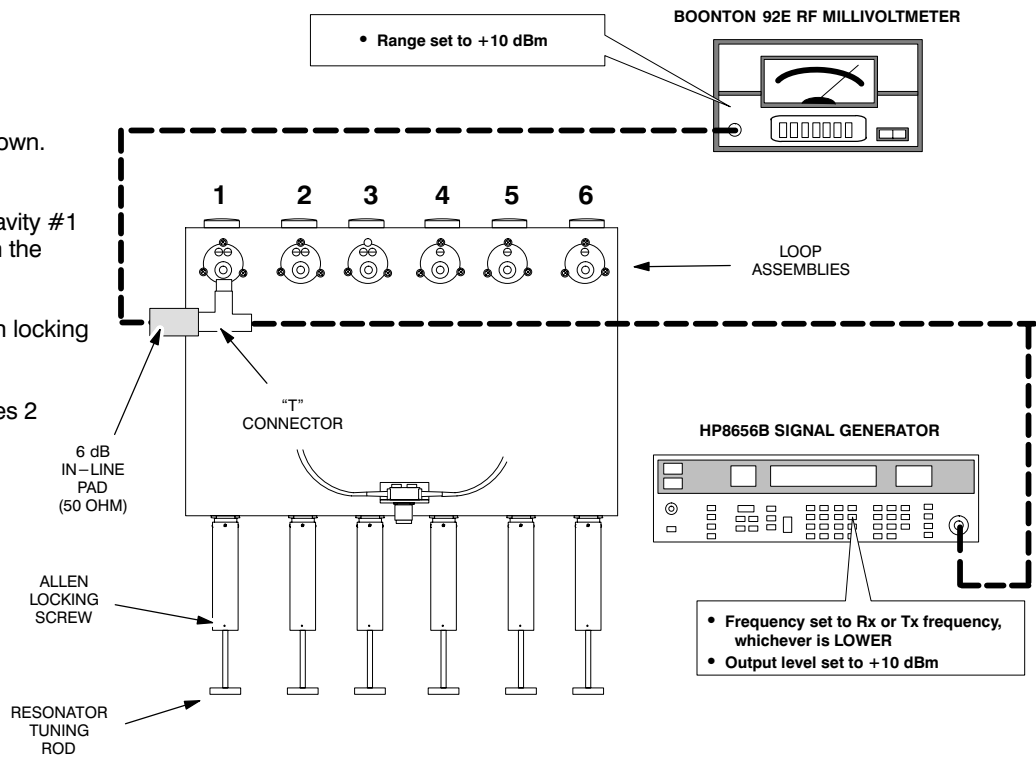 BOONTON 92E RF MILLIVOLTMETER
• Range set to +10 dBm
own.
1 2 3 4 5 6
avity #1
n the
LOOP
ASSEMBLIES
n locking
es 2
“T”
CONNECTOR
6 dB
IN–LINE
PAD
(50 OHM)
HP8656B SIGNAL GENERATOR
ALLEN
LOCKING
SCREW
• Frequency set to Rx or Tx frequency,
whichever is LOWER
• Output level set to +10 dBm
RESONATOR
TUNING
ROD